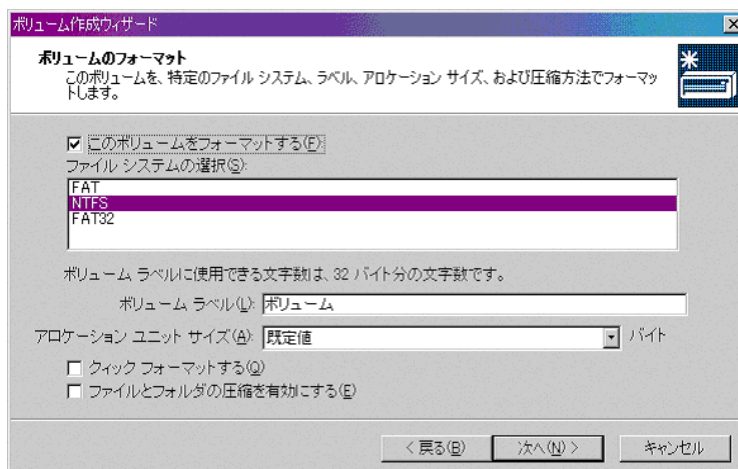 ボリューム作成ウィザード
ボリュームのフォーマット
このボリュームを、特定のファイル システム、ラベル、アロケーション サイズ、および圧縮方法でフォーマッ
トします。
このボリュームをフォーマットする(F):
ファイル システムの選択(S):
FAT
NTFS
FAT32
ボリューム ラベルに使用できる文字数は、32 バイト分の文字数です。
ボリューム ラベル(L): ボリューム
アロケーション ユニット サイズ(A): 既定値 バイト
クィック フォーマットする(Q)
ファイルとフォルダの圧縮を有効にする(E)
< 戻る(B) 次へ(N) > キャンセル